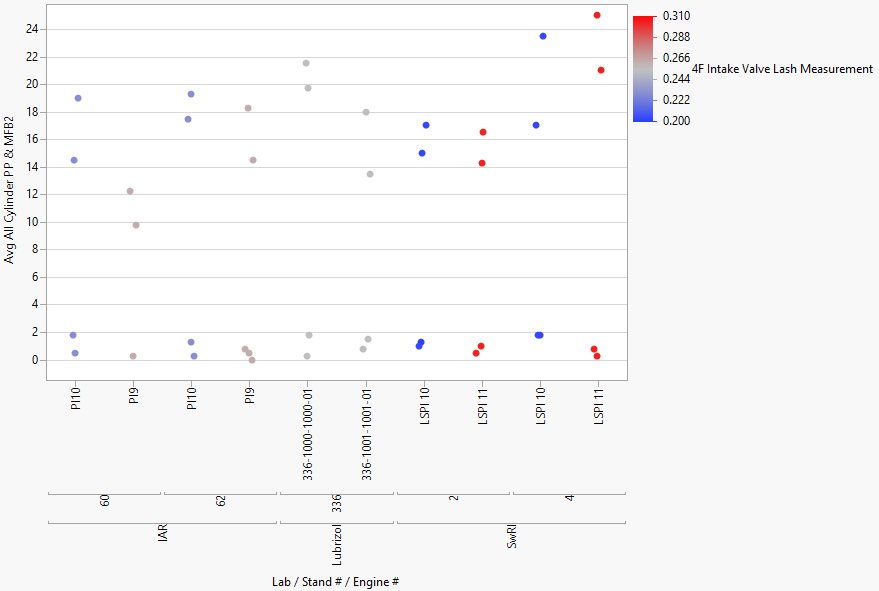 Avg All Cylinder PP & MFB2
24
22
20
18
16
14
12
10
8
6
4
2
0
0.310
0.288
0.266
0.244
0.222
0.200
4F Intake Valve Lash Measurement
PI10
PI9
PI10
PI9
336-1000-1000-01
336-1001-1001-01
LSPI 10
LSPI 11
LSPI 10
LSPI 11
60
62
336
2
4
IAR
Lubrizol
SwRI
Lab / Stand # / Engine #